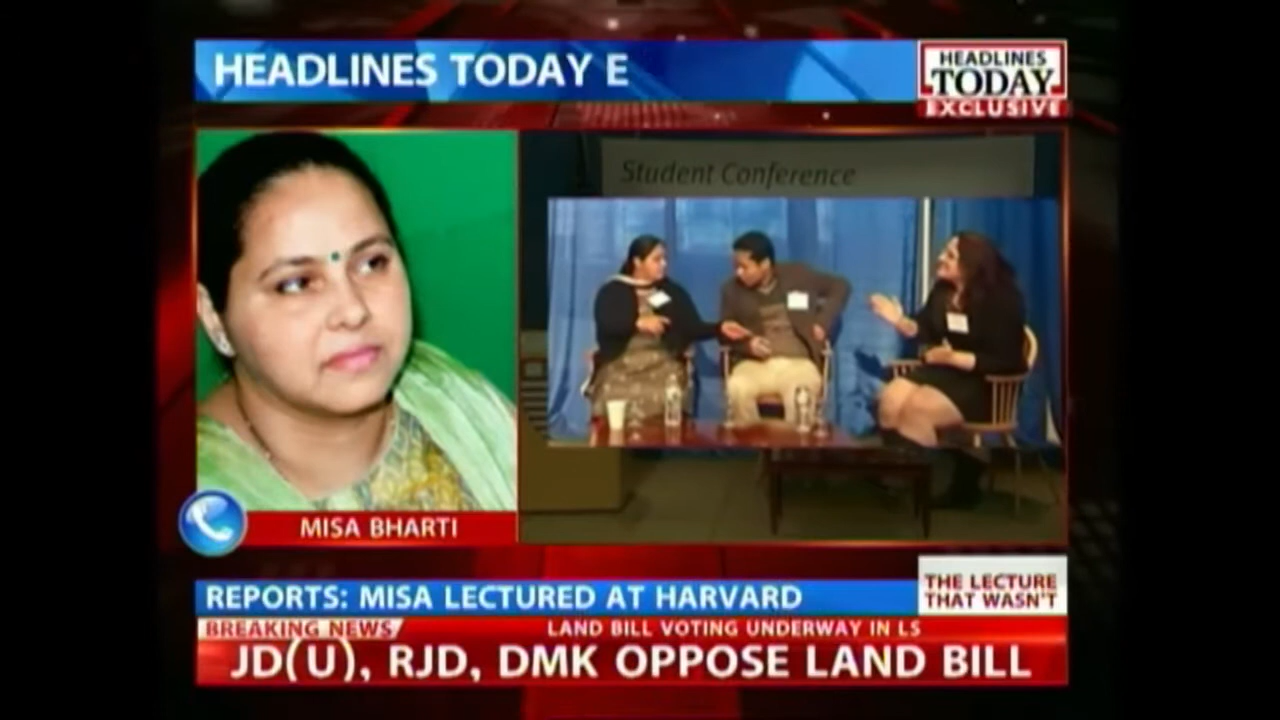 HEADLINES TODAY E
HEADLINES
TODAY
EXCLUSIVE
Student Conference
MISA BHARTI
REPORTS: MISA LECTURED AT HARVARD
THE LECTURE
THAT WASN'T
BREAKING NEWS
LAND BILL VOTING UNDERWAY IN LS
JD(U), RJD, DMK OPPOSE LAND BILL